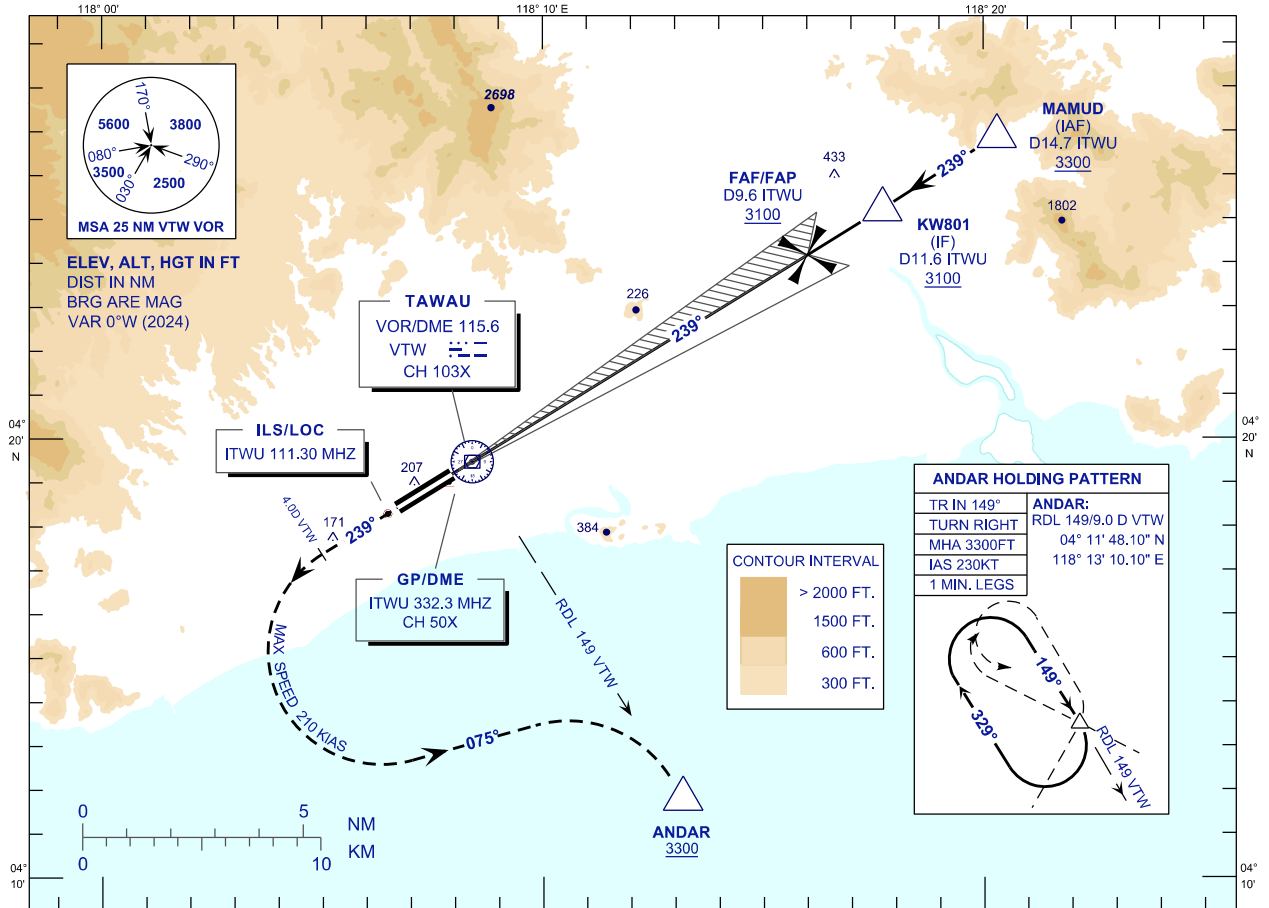 118° 00' E
118° 10' E
118° 20'
170°
5600
3800
080°
290°
3500
030°
2500
MSA 25 NM VTW VOR
ELEV, ALT, HGT IN FT
DIST IN NM
BRG ARE MAG
VAR 0°W (2024)
2698
MAMUD
(IAF)
D14.7 ITWU
3300
239°
433
FAF/FAP
D9.6 ITWU
3100
1802
KW801
(IF)
D11.6 ITWU
3100
226
239°
TAWAU
VOR/DME 115.6
VTW
CH 103X
ILS/LOC
ITWU 111.30 MHZ
04°
20'
N
04°
20'
N
207
4.0D VTW
171
239°
384
GP/DME
ITWU 332.3 MHZ
CH 50X
RDL 149 VTW
MAX SPEED 210 KIAS
075°
ANDAR
3300
CONTOUR INTERVAL
> 2000 FT.
1500 FT.
600 FT.
300 FT.
ANDAR HOLDING PATTERN
TR IN 149°
TURN RIGHT
MHA 3300FT
IAS 230KT
1 MIN. LEGS
ANDAR:
RDL 149/9.0 D VTW
04° 11' 48.10" N
118° 13' 10.10" E
149°
329°
RDL 149 VTW
0 5
NM
KM
0 10
04°
10'
04°
10'